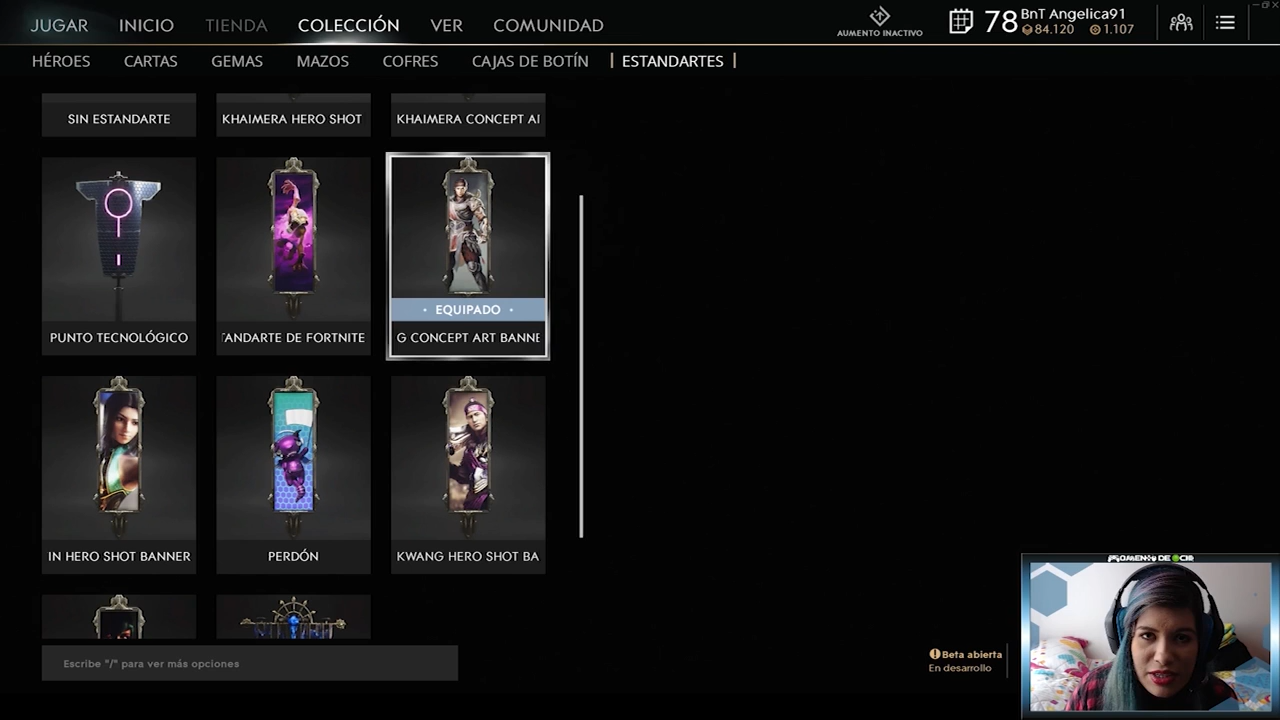 JUGAR INICIO TIENDA COLECCIÓN VER COMUNIDAD
AUMENTO INACTIVO
78
BnT Angelica91
84.120 1.107
HÉROES CARTAS GEMAS MAZOS COFRES CAJAS DE BOTÍN ESTANDARTES
SIN ESTANDARTE KHAIMERA HERO SHOT KHAIMERA CONCEPT AI
EQUIPADO
PUNTO TECNOLÓGICO TANDARTE DE FORTNITE G CONCEPT ART BANNE
IN HERO SHOT BANNER PERDÓN KWANG HERO SHOT BA
Escribe "/" para ver más opciones
Beta abierta
En desarrollo